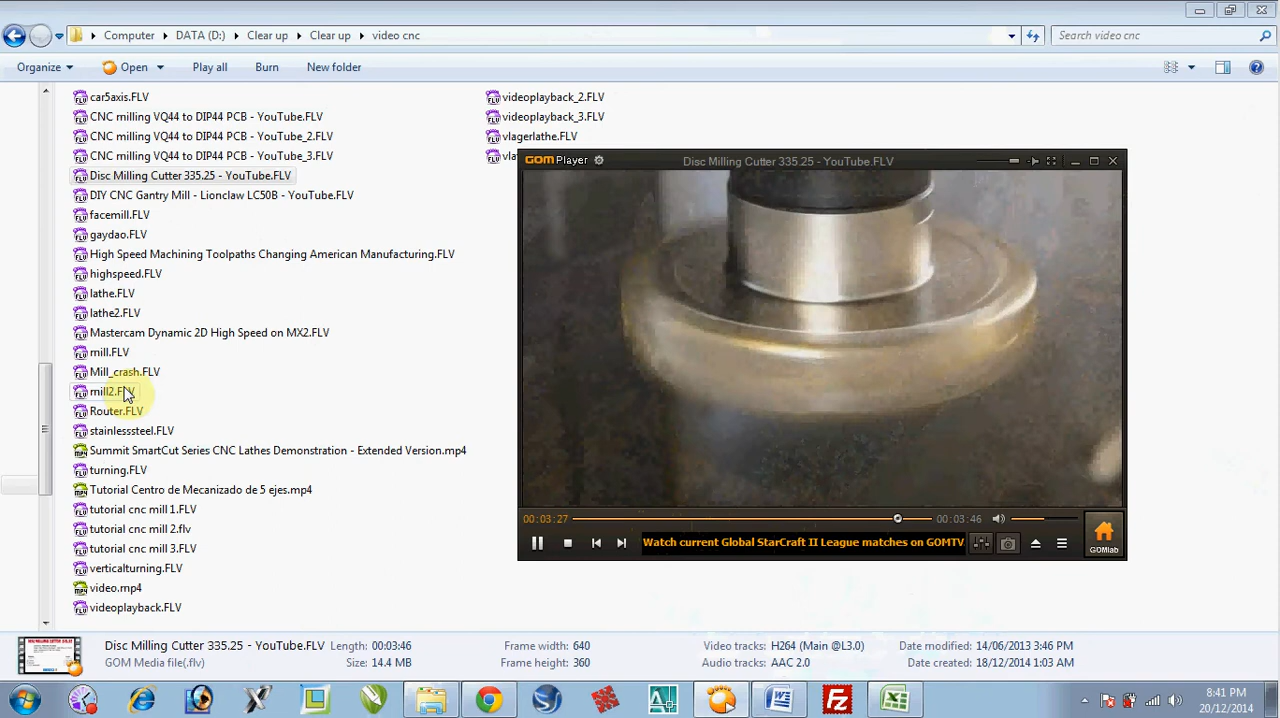 Computer ▸ DATA (D:) ▸ Clear up ▸ Clear up ▸ video cnc
Search video cnc
Organize Open Play all Burn New folder
car5axis.FLV
CNC milling VQ44 to DIP44 PCB - YouTube.FLV
CNC milling VQ44 to DIP44 PCB - YouTube_2.FLV
CNC milling VQ44 to DIP44 PCB - YouTube_3.FLV
Disc Milling Cutter 335.25 - YouTube.FLV
DIY CNC Gantry Mill - Lionclaw LC50B - YouTube.FLV
facemill.FLV
gaydao.FLV
High Speed Machining Toolpaths Changing American Manufacturing.FLV
highspeed.FLV
lathe.FLV
lathe2.FLV
Mastercam Dynamic 2D High Speed on MX2.FLV
mill.FLV
Mill_crash.FLV
mill2.FLV
Router.FLV
stainlesssteel.FLV
Summit SmartCut Series CNC Lathes Demonstration - Extended Version.mp4
turning.FLV
Tutorial Centro de Mecanizado de 5 ejes.mp4
tutorial cnc mill 1.FLV
tutorial cnc mill 2.flv
tutorial cnc mill 3.FLV
verticalturning.FLV
video.mp4
videoplayback.FLV
videoplayback_2.FLV
videoplayback_3.FLV
vlagerlathe.FLV
GOMPlayer
Disc Milling Cutter 335.25 - YouTube.FLV
00:03:27
00:03:46
Watch current Global StarCraft II League matches on GOMTV
GOMlab
Disc Milling Cutter 335.25 - YouTube.FLV Length: 00:03:46 Frame width: 640 Video tracks: H264 (Main @L3.0) Date modified: 14/06/2013 3:46 PM
GOM Media file(.flv) Size: 14.4 MB Frame height: 360 Audio tracks: AAC 2.0 Date created: 18/12/2014 1:03 AM
8:41 PM
20/12/2014